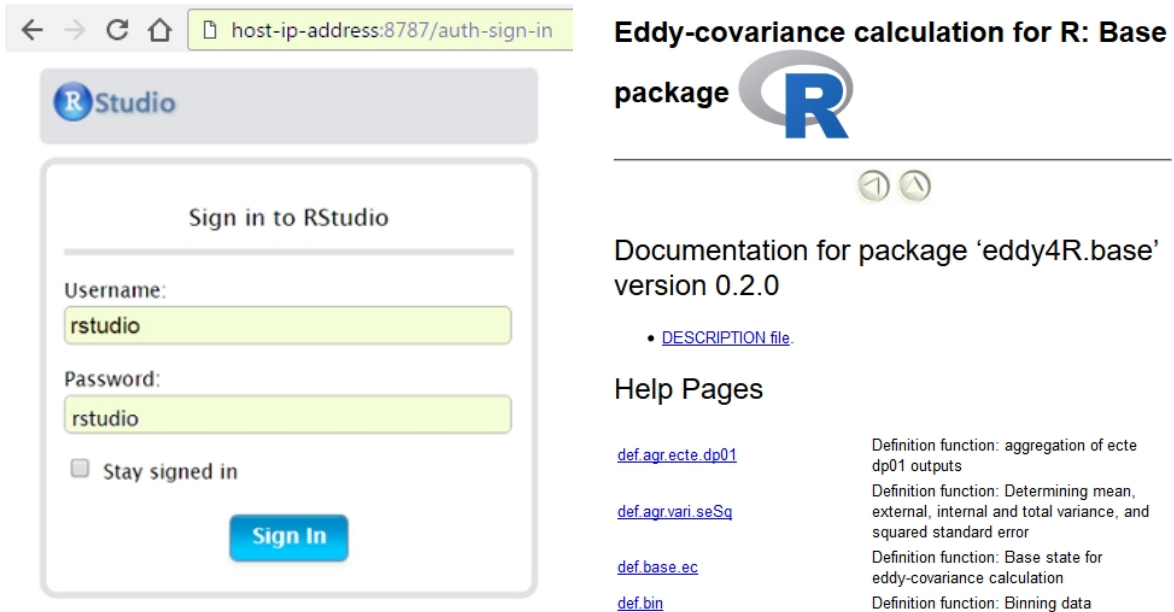 host-ip-address:8787/auth-sign-in
R Studio
Sign in to RStudio
Username:
rstudio
Password:
rstudio
Stay signed in
Sign In
Eddy-covariance calculation for R: Base
package R
Documentation for package ‘eddy4R.base’
version 0.2.0
• DESCRIPTION file.
Help Pages
def.agr.ecte.dp01 Definition function: aggregation of ecte
dp01 outputs
def.agr.vari.seSq Definition function: Determining mean,
external, internal and total variance, and
squared standard error
def.base.ec Definition function: Base state for
eddy-covariance calculation
def.bin Definition function: Binning data